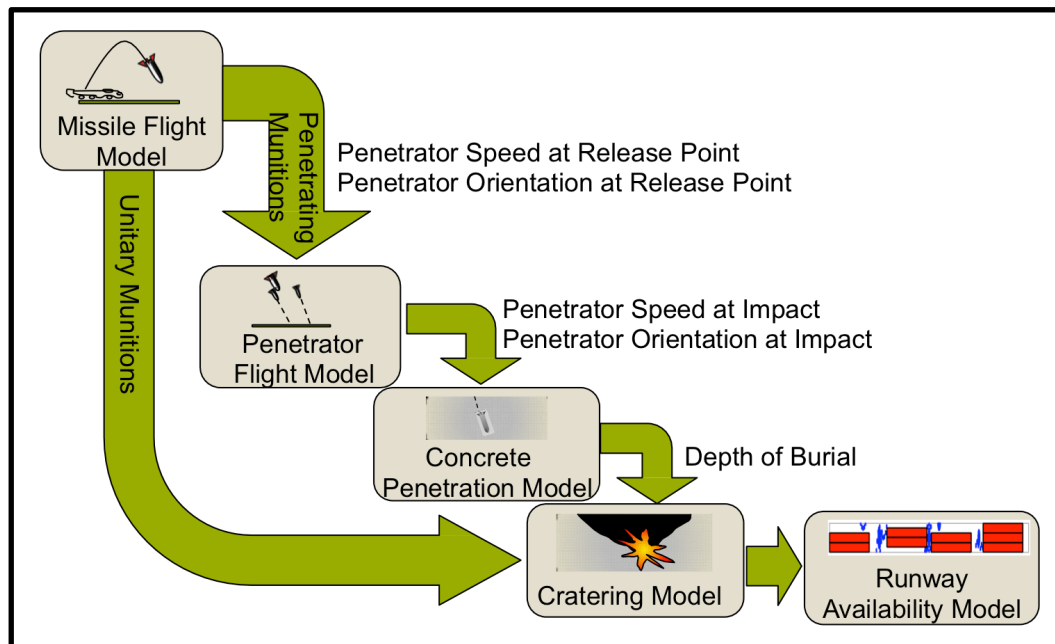 Missile Flight
Model
Penetrating
Munitions
Penetrator Speed at Release Point
Penetrator Orientation at Release Point
Unitary Munitions
Penetrator
Flight Model
Penetrator Speed at Impact
Penetrator Orientation at Impact
Concrete
Penetration Model
Depth of Burial
Cratering Model
Runway
Availability Model